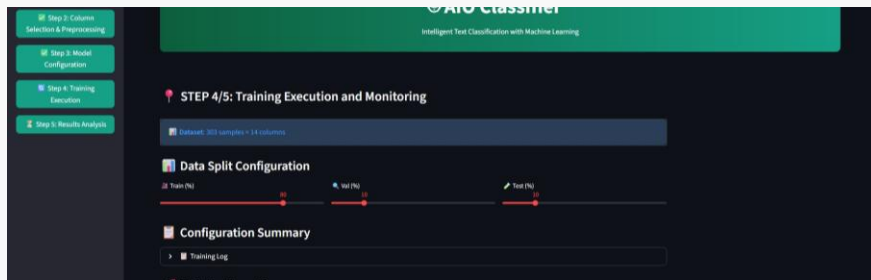 Step 2: Column
Selection & Preprocessing
Step 3: Model
Configuration
Step 4: Training
Execution
Step 5: Results Analysis
AIO Classifier
Intelligent Text Classification with Machine Learning
STEP 4/5: Training Execution and Monitoring
Dataset: 303 samples × 14 columns
Data Split Configuration
Train (%)
Val (%)
Test (%)
80
10
10
Configuration Summary
Training Log